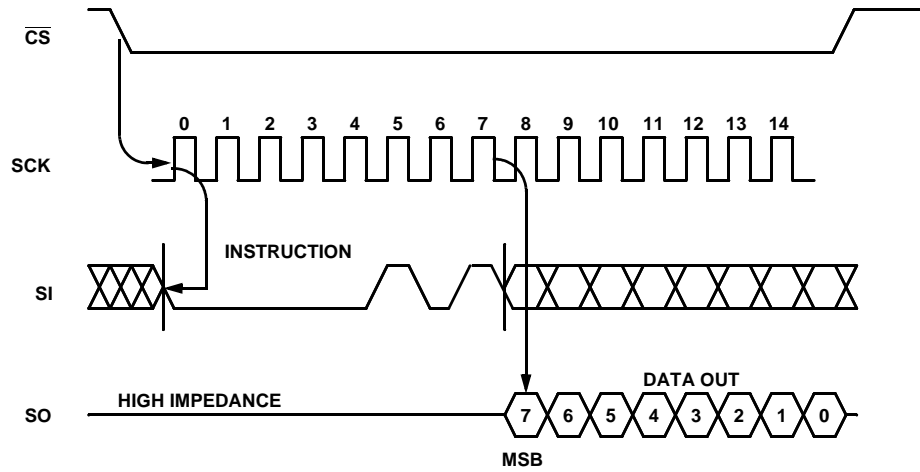 CS
0 1 2 3 4 5 6 7 8 9 10 11 12 13 14
SCK
INSTRUCTION
SI
DATA OUT
HIGH IMPEDANCE
SO
7 6 5 4 3 2 1 0
MSB